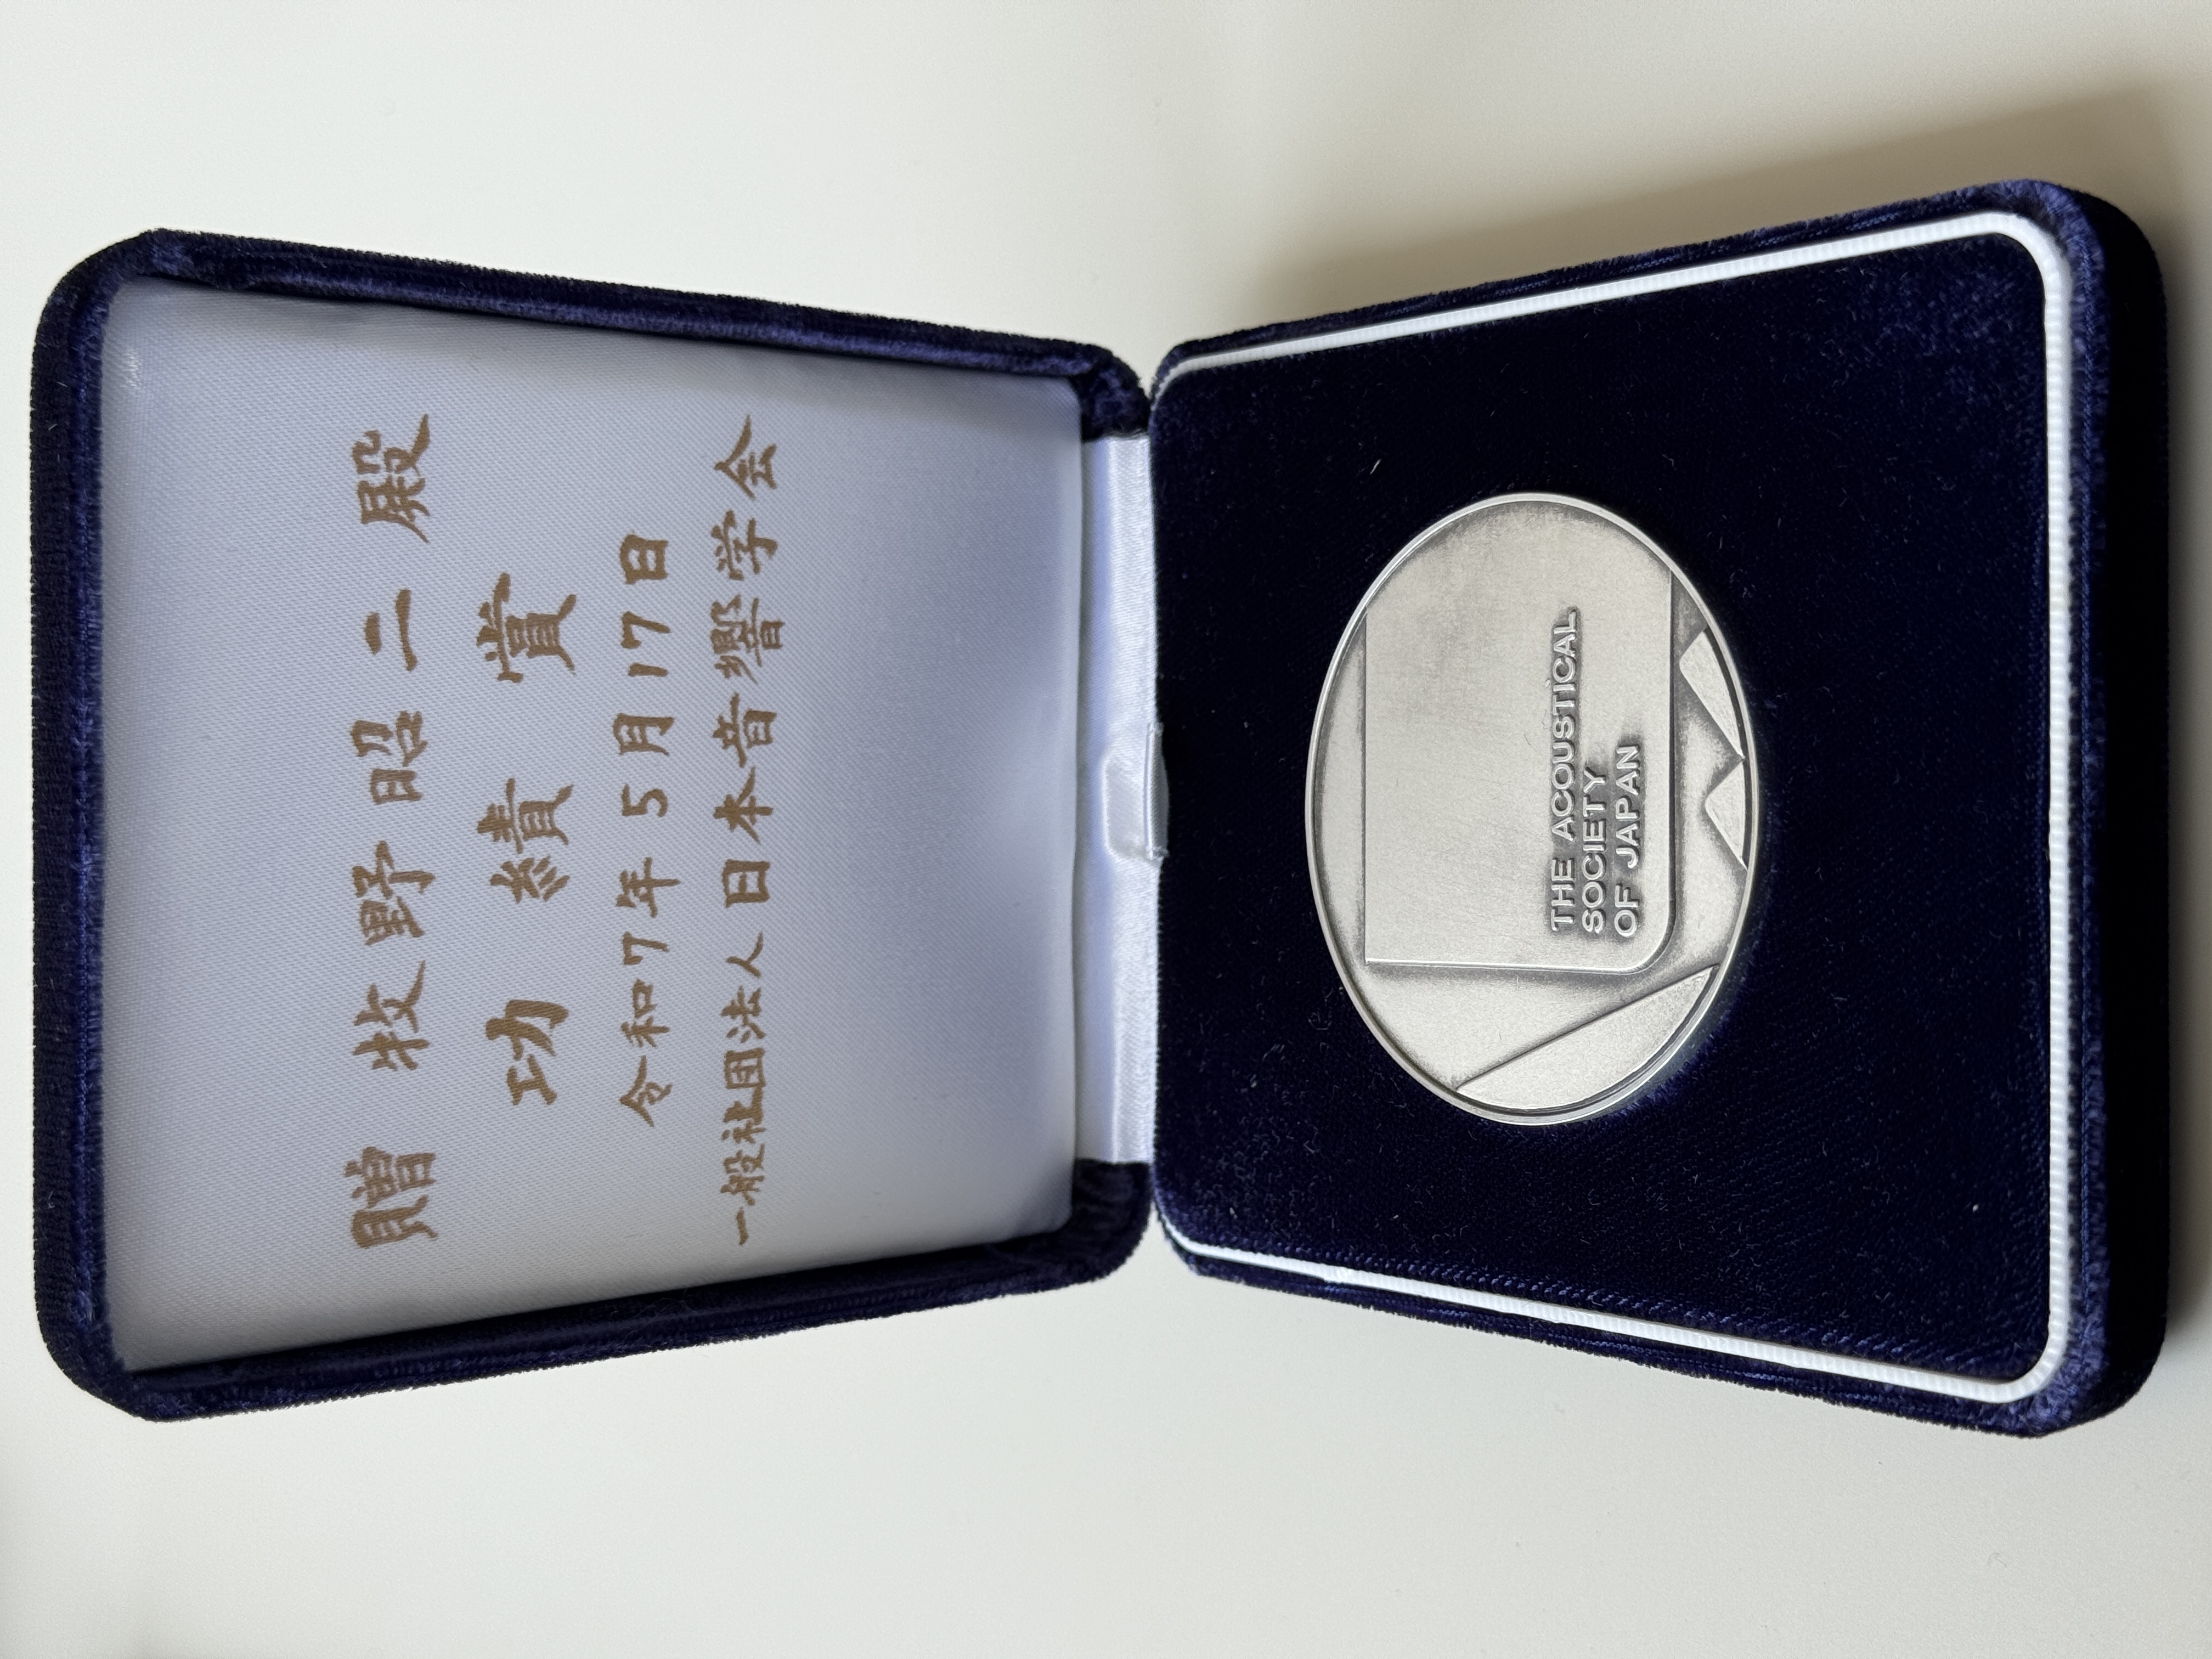 贈 牧野昭二殿
功績賞
令和7年5月17日
一般社団法人日本音響学会
THE ACOUSTICAL
SOCIETY
OF JAPAN